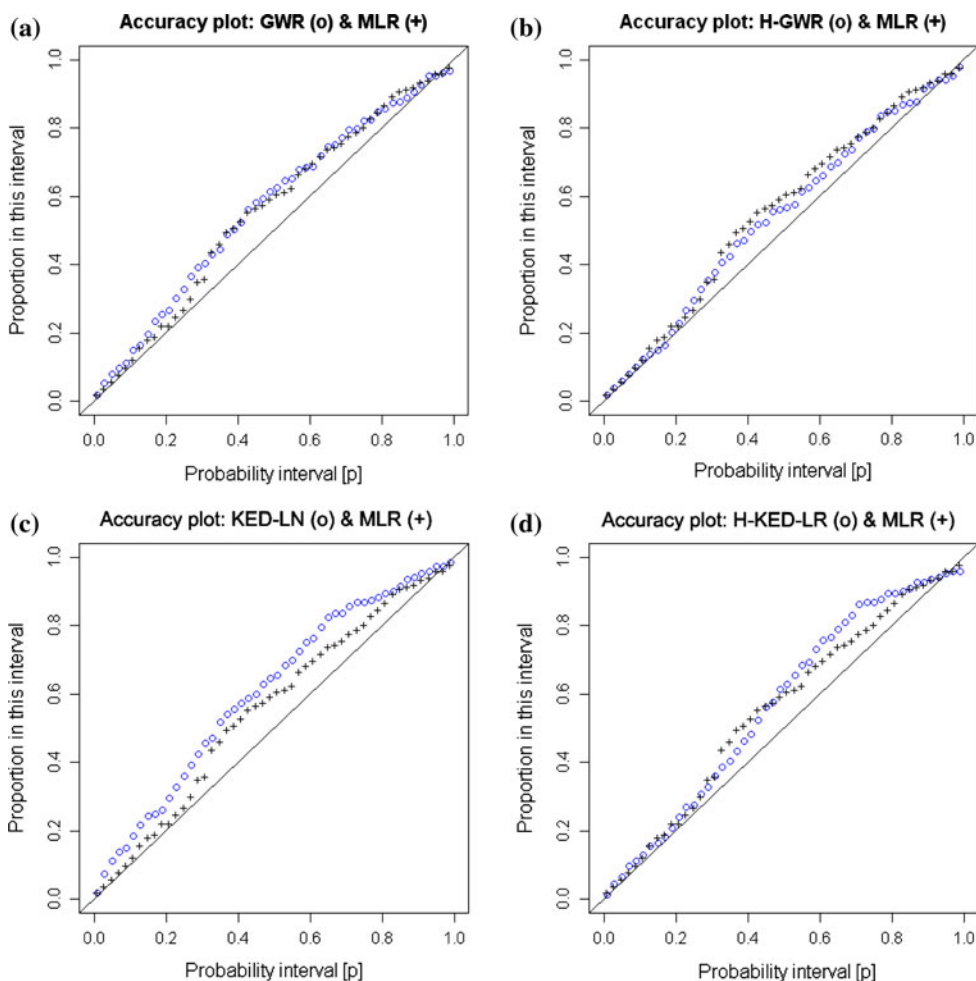 (a) Accuracy plot: GWR (o) & MLR (+)
Proportion in this interval
1.0
0.8
0.6
0.4
0.2
0.0
0.0 0.2 0.4 0.6 0.8 1.0
Probability interval [p]
(b) Accuracy plot: H-GWR (o) & MLR (+)
Proportion in this interval
1.0
0.8
0.6
0.4
0.2
0.0
0.0 0.2 0.4 0.6 0.8 1.0
Probability interval [p]
(c) Accuracy plot: KED-LN (o) & MLR (+)
Proportion in this interval
1.0
0.8
0.6
0.4
0.2
0.0
0.0 0.2 0.4 0.6 0.8 1.0
Probability interval [p]
(d) Accuracy plot: H-KED-LR (o) & MLR (+)
Proportion in this interval
1.0
0.8
0.6
0.4
0.2
0.0
0.0 0.2 0.4 0.6 0.8 1.0
Probability interval [p]